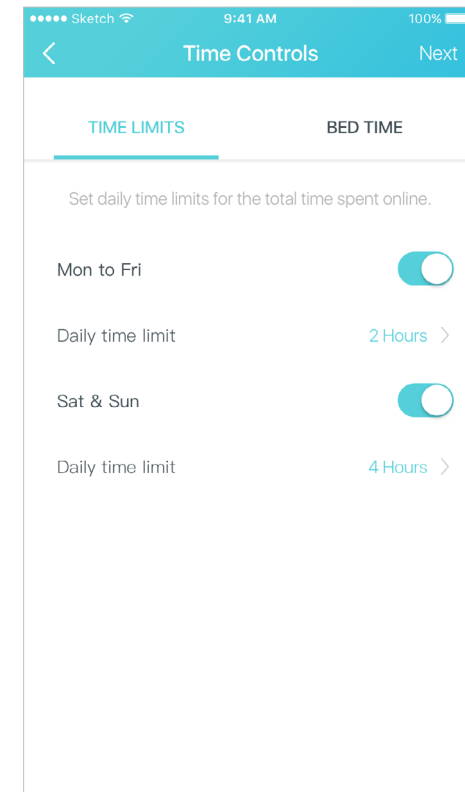 Sketch 9:41 AM 100%
Time Controls Next
TIME LIMITS BED TIME
Set daily time limits for the total time spent online.
Mon to Fri
Daily time limit 2 Hours
Sat & Sun
Daily time limit 4 Hours